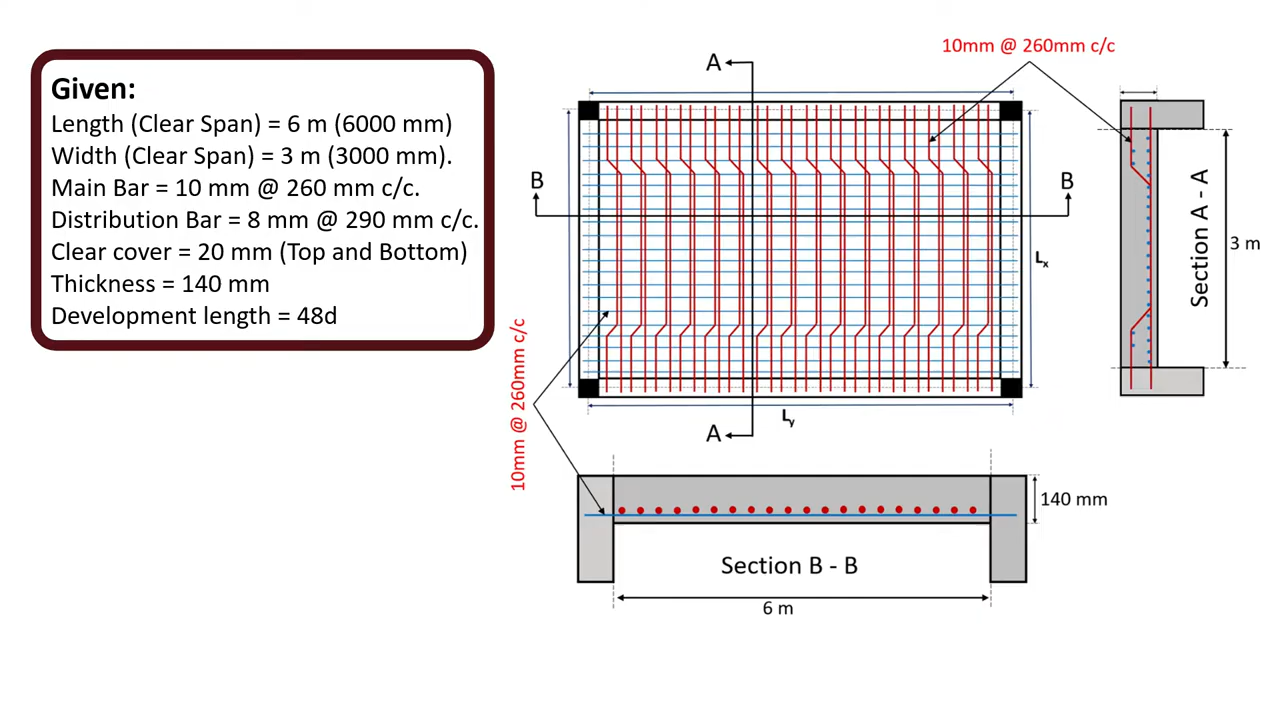 Given:
Length (Clear Span) = 6 m (6000 mm)
Width (Clear Span) = 3 m (3000 mm).
Main Bar = 10 mm @ 260 mm c/c.
Distribution Bar = 8 mm @ 290 mm c/c.
Clear cover = 20 mm (Top and Bottom)
Thickness = 140 mm
Development length = 48d
10mm @ 260mm c/c
A
B
B
Lx
Section A - A
3 m
10mm @ 260mm c/c
Ly
A
140 mm
Section B - B
6 m